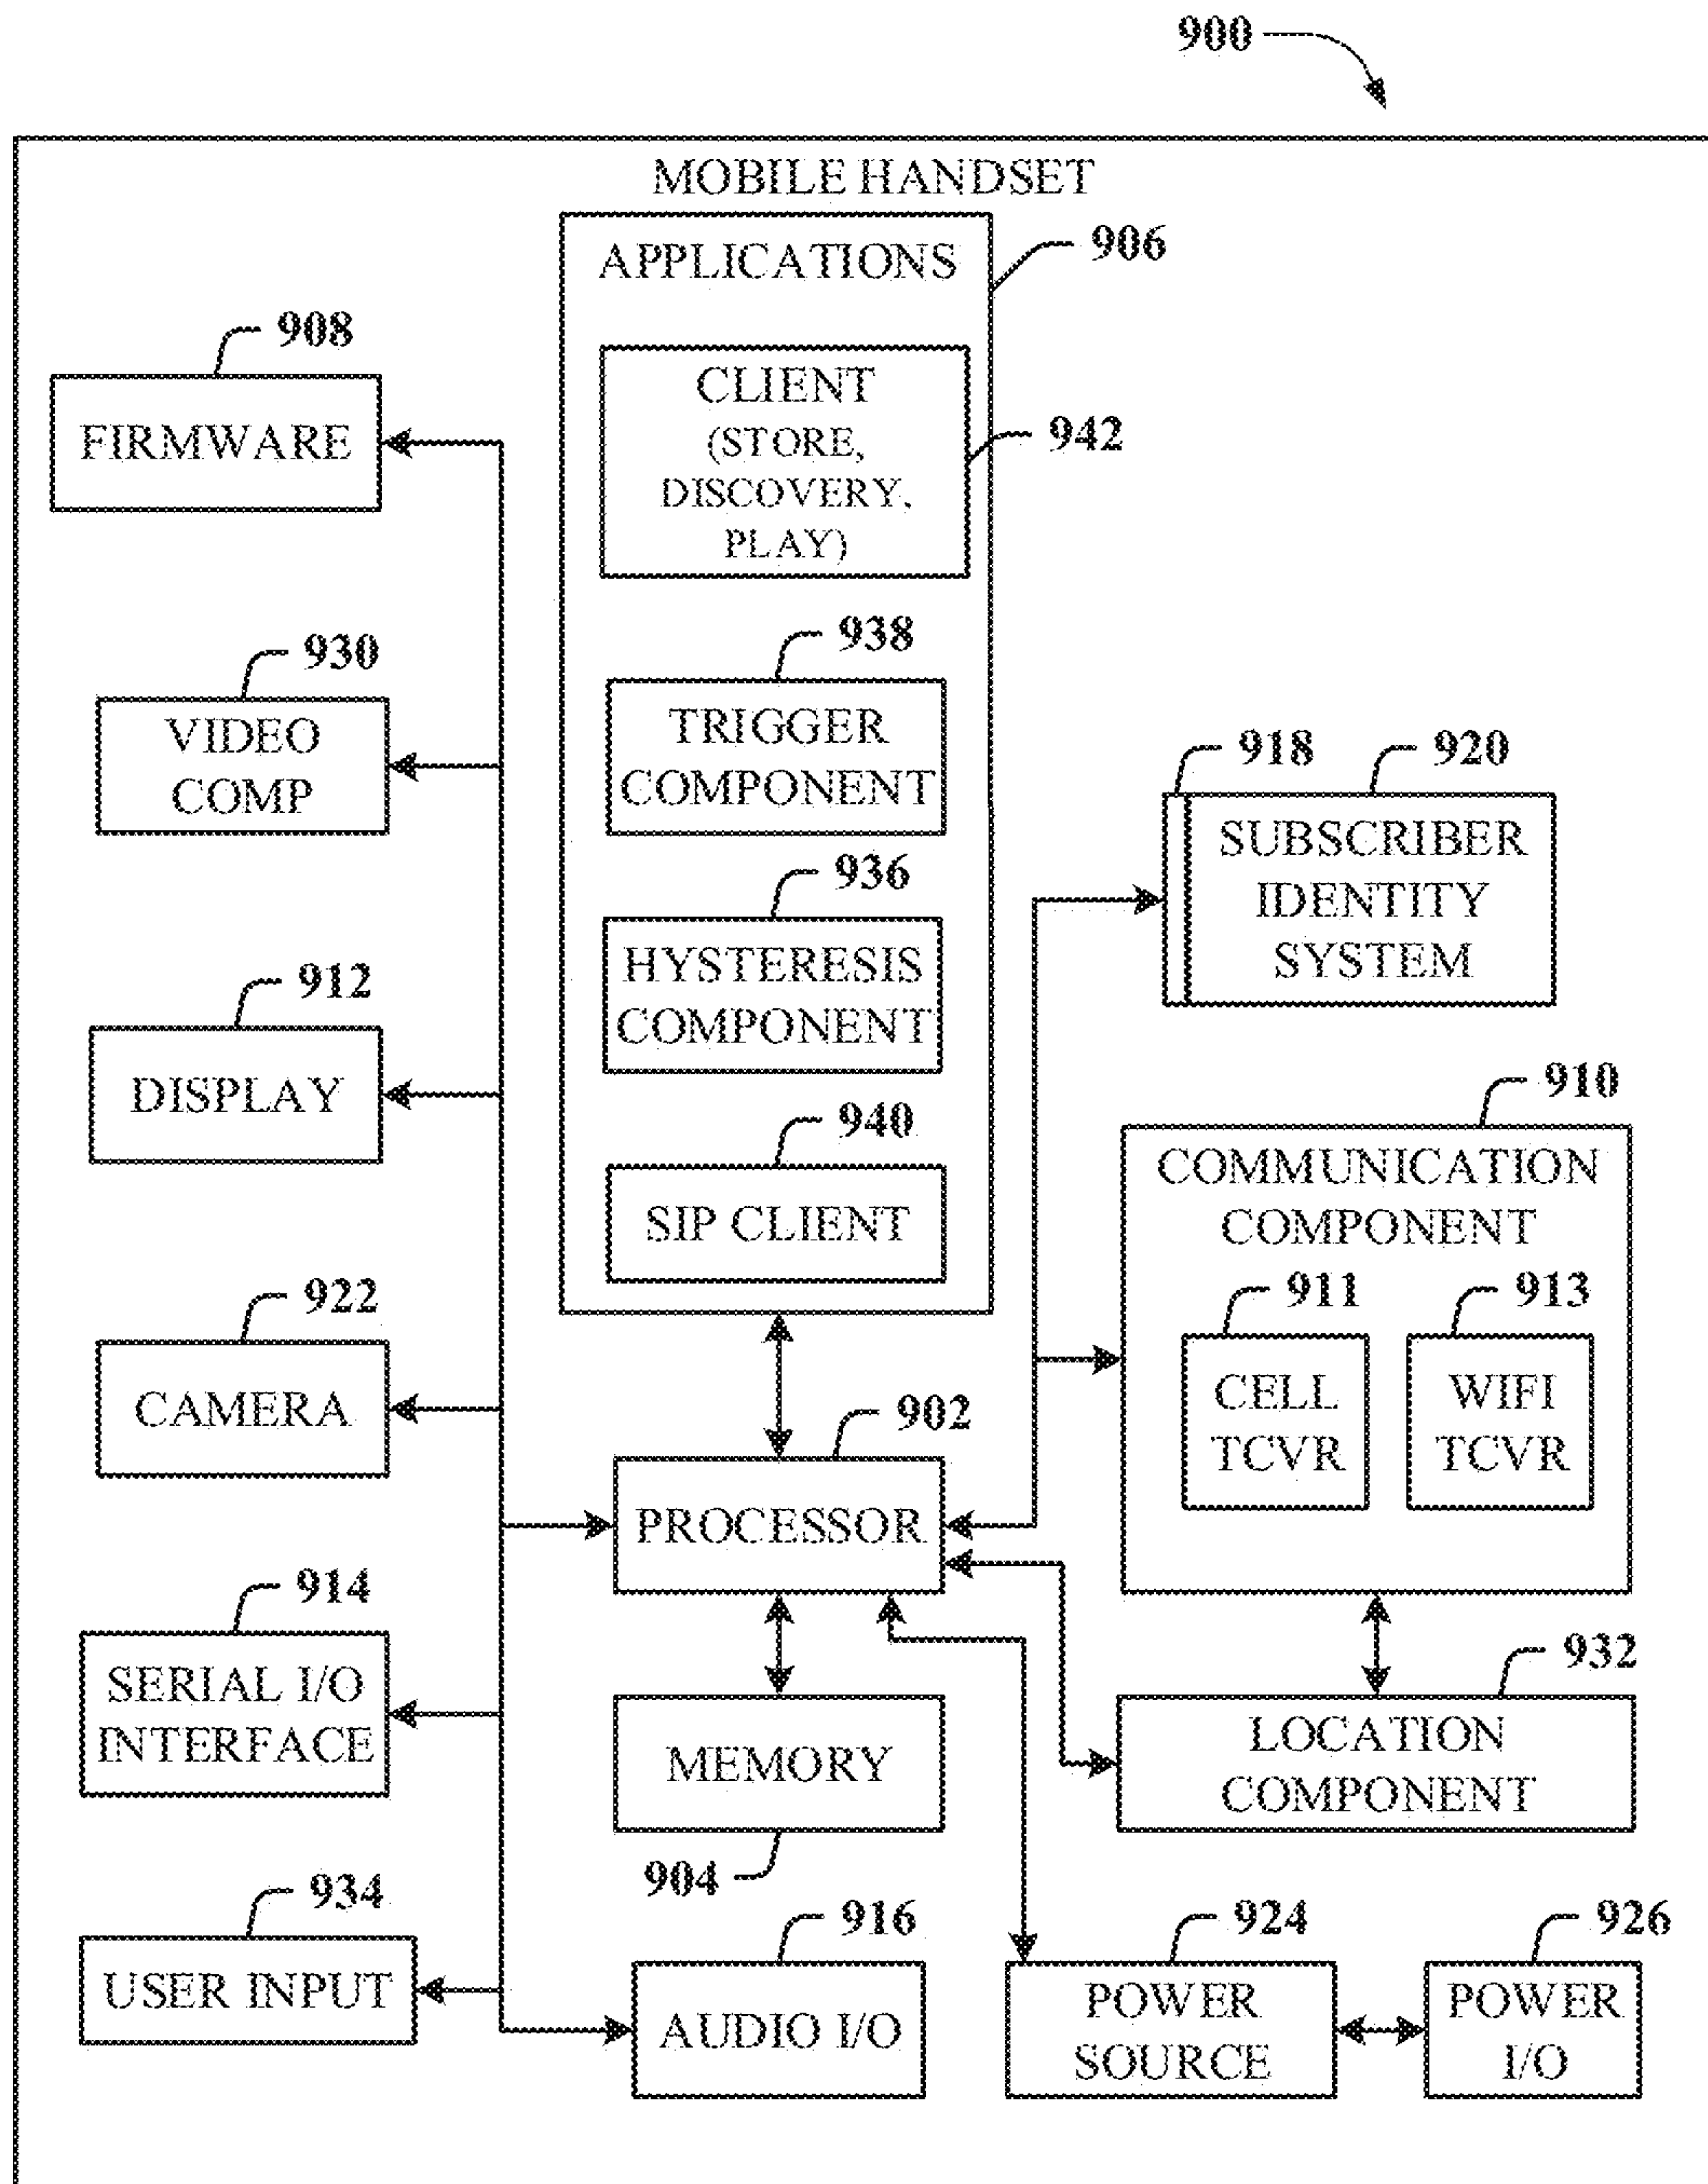 900
MOBILE HANDSET
APPLICATIONS
906
CLIENT
(STORE,
DISCOVERY,
PLAY)
942
908
FIRMWARE
938
TRIGGER
COMPONENT
930
VIDEO
COMP
936
HYSTERESIS
COMPONENT
918
920
SUBSCRIBER
IDENTITY
SYSTEM
912
DISPLAY
940
SIP CLIENT
910
COMMUNICATION
COMPONENT
911
CELL
TCVR
913
WIFI
TCVR
922
CAMERA
902
PROCESSOR
914
SERIAL I/O
INTERFACE
MEMORY
904
932
LOCATION
COMPONENT
934
USER INPUT
916
AUDIO I/O
924
POWER
SOURCE
926
POWER
I/O